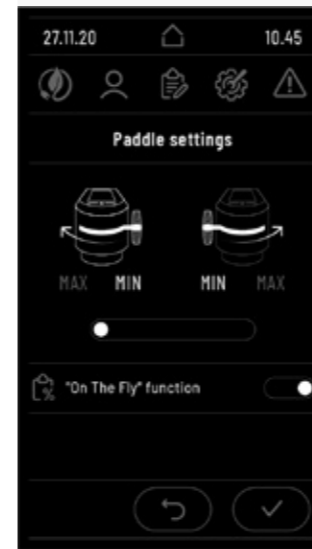 27.11.20 10.45
Paddle settings
MAX MIN MIN MAX
% "On The Fly" function